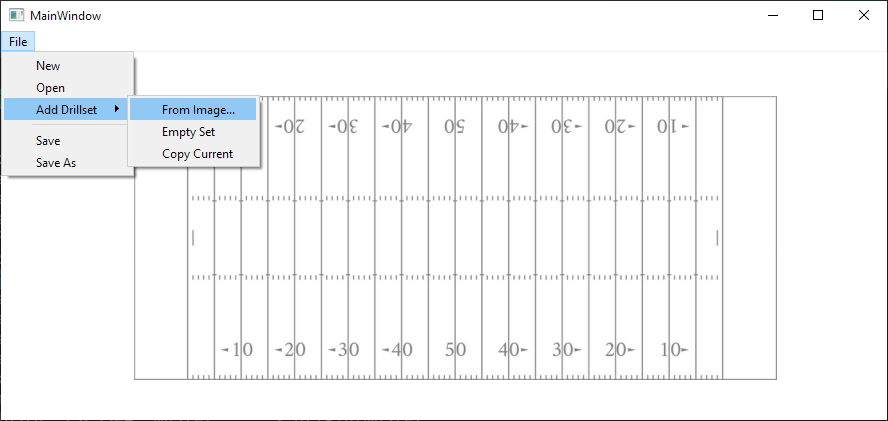 MainWindow
File
New
Open
Add Drillset
From Image...
Empty Set
Copy Current
Save
Save As
20 30 40 50 40 30 20 10
10 20 30 40 50 40 30 20 10